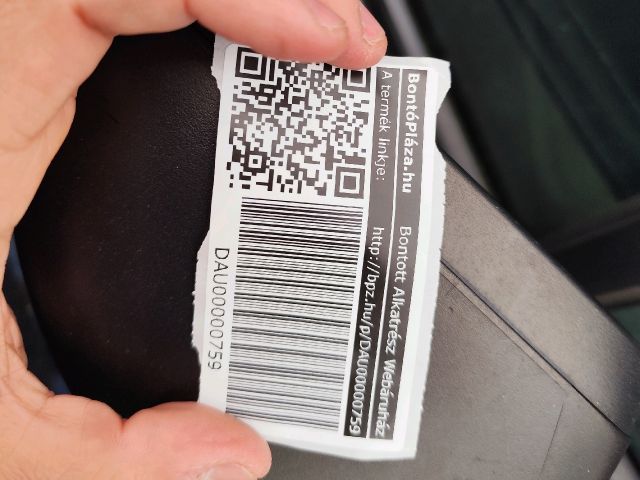 BontóPláza.hu Bontott Alkatrész Webáruház
A termék linkje: http://bpz.hu/p/DAU00000759
DAU00000759